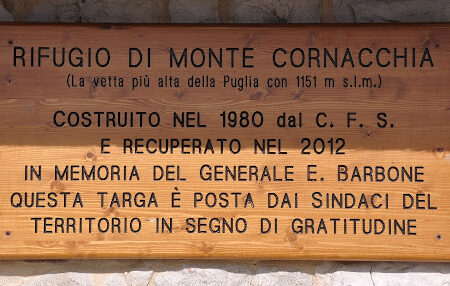 RIFUGIO DI MONTE CORNACCHIA
(La vetta più alta della Puglia con 1151 m s.l.m.)
COSTRUITO NEL 1980 dal C. F. S.
E RECUPERATO NEL 2012
IN MEMORIA DEL GENERALE E. BARBONE
QUESTA TARGA È POSTA DAI SINDACI DEL
TERRITORIO IN SEGNO DI GRATITUDINE